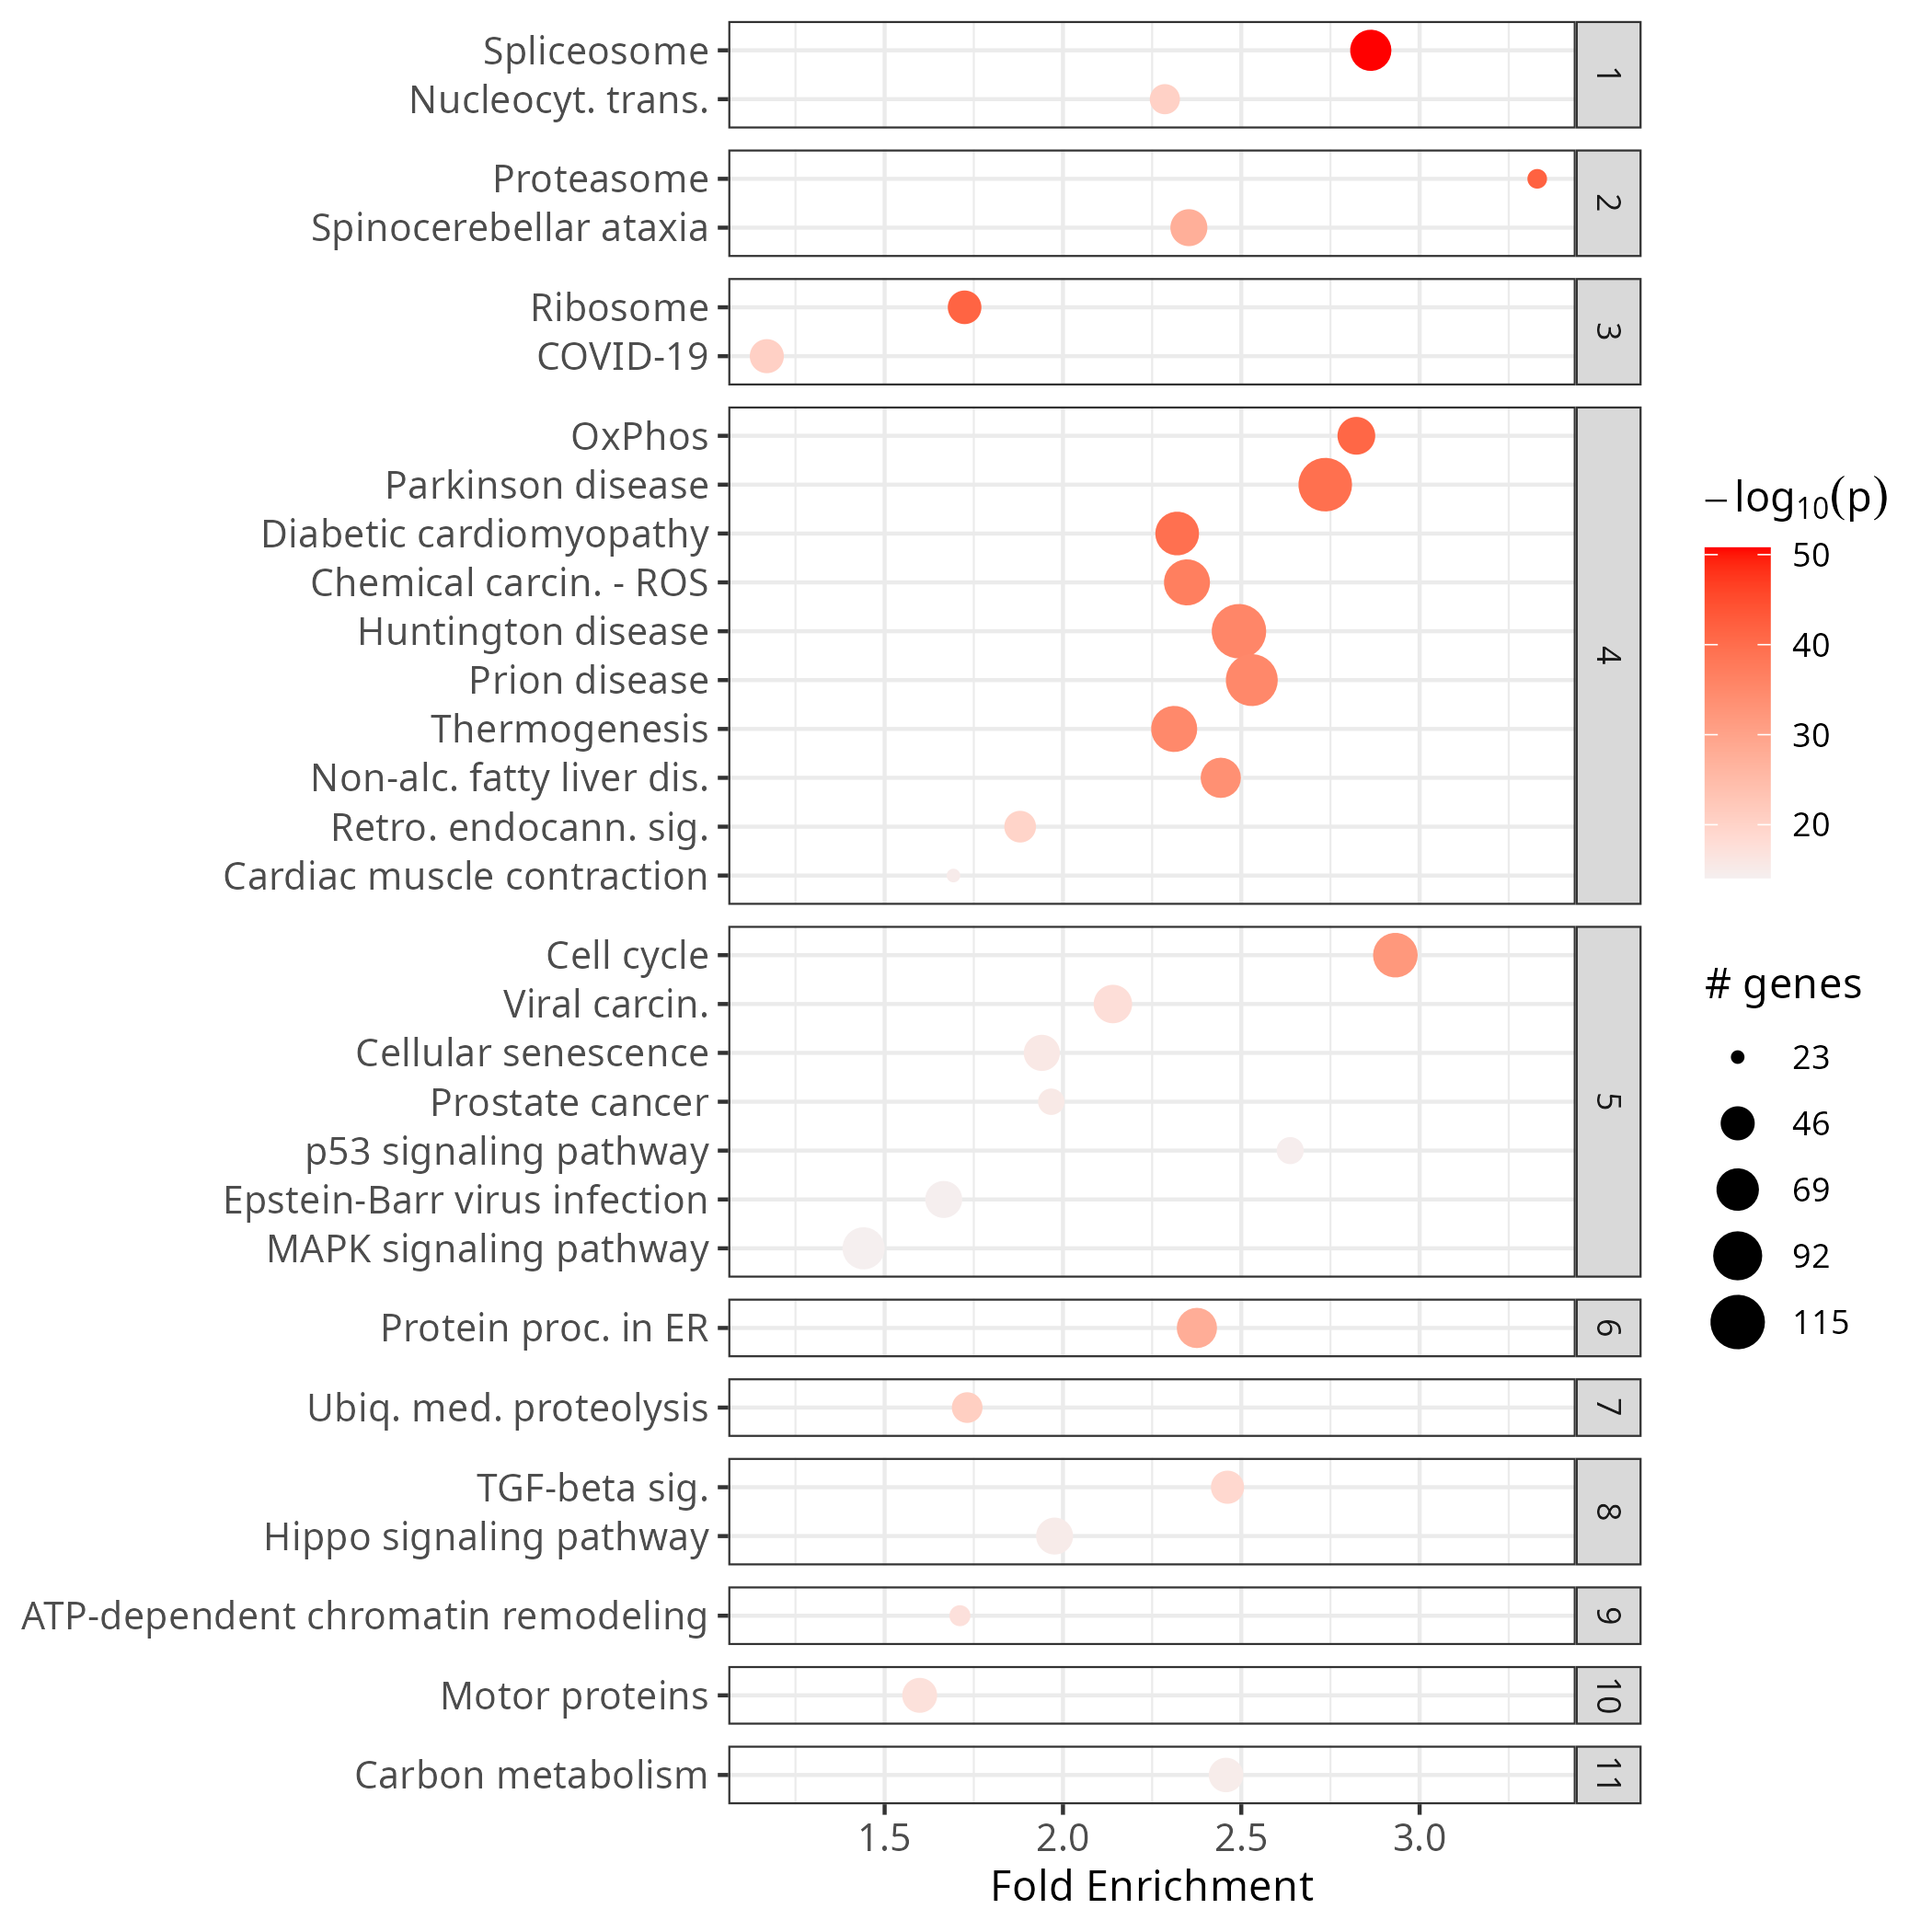 Spliceosome
Nucleocyt. trans.
1
Proteasome
Spinocerebellar ataxia
2
Ribosome
COVID-19
3
OxPhos
Parkinson disease
Diabetic cardiomyopathy
Chemical carcin. - ROS
Huntington disease
Prion disease
Thermogenesis
Non-alc. fatty liver dis.
Retro. endocann. sig.
Cardiac muscle contraction
4
Cell cycle
Viral carcin.
Cellular senescence
Prostate cancer
p53 signaling pathway
Epstein-Barr virus infection
MAPK signaling pathway
5
Protein proc. in ER
6
Ubiq. med. proteolysis
7
TGF-beta sig.
Hippo signaling pathway
8
ATP-dependent chromatin remodeling
9
Motor proteins
10
Carbon metabolism
11
1.5 2.0 2.5 3.0
Fold Enrichment
−log₁₀(p)
50
40
30
20
# genes
23
46
69
92
115